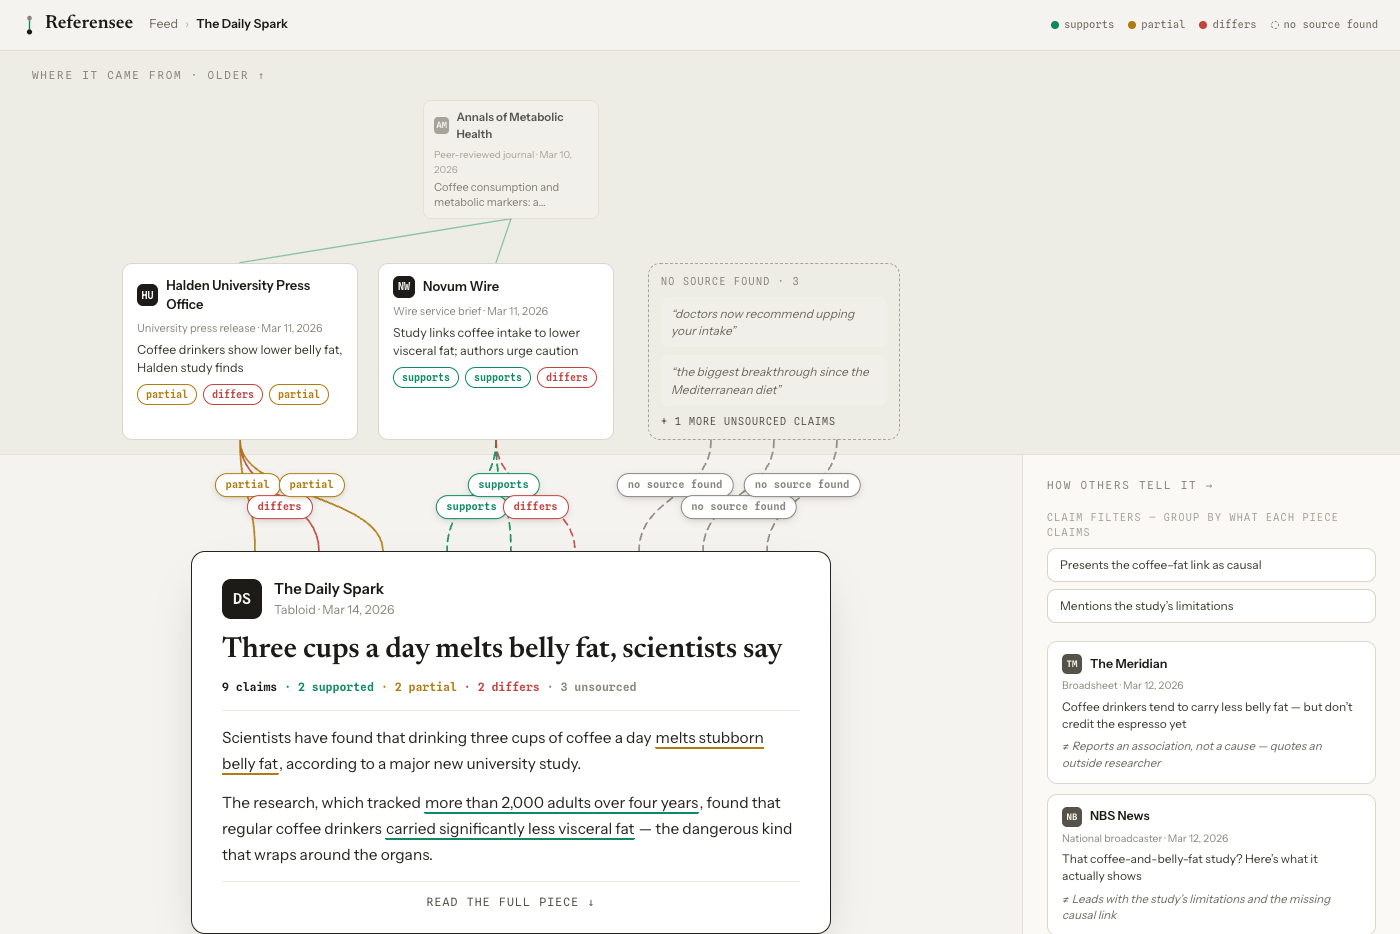 Referensee
Feed › The Daily Spark
supports
partial
differs
no source found
WHERE IT CAME FROM · OLDER ↑
AM
Annals of Metabolic
Health
Peer-reviewed journal · Mar 10,
2026
Coffee consumption and
metabolic markers: a…
HU
Halden University Press
Office
University press release · Mar 11, 2026
Coffee drinkers show lower belly fat,
Halden study finds
partial
differs
partial
NW
Novum Wire
Wire service brief · Mar 11, 2026
Study links coffee intake to lower
visceral fat; authors urge caution
supports
supports
differs
NO SOURCE FOUND · 3
“doctors now recommend upping
your intake”
“the biggest breakthrough since the
Mediterranean diet”
+ 1 MORE UNSOURCED CLAIMS
partial
partial
differs
supports
supports
differs
no source found
no source found
no source found
DS
The Daily Spark
Tabloid · Mar 14, 2026
Three cups a day melts belly fat, scientists say
9 claims · 2 supported · 2 partial · 2 differs · 3 unsourced
Scientists have found that drinking three cups of coffee a day melts stubborn
belly fat, according to a major new university study.
The research, which tracked more than 2,000 adults over four years, found that
regular coffee drinkers carried significantly less visceral fat — the dangerous kind
that wraps around the organs.
READ THE FULL PIECE ↓
HOW OTHERS TELL IT →
CLAIM FILTERS — GROUP BY WHAT EACH PIECE
CLAIMS
Presents the coffee–fat link as causal
Mentions the study’s limitations
TM
The Meridian
Broadsheet · Mar 12, 2026
Coffee drinkers tend to carry less belly fat — but don’t
credit the espresso yet
≠ Reports an association, not a cause — quotes an
outside researcher
NB
NBS News
National broadcaster · Mar 12, 2026
That coffee-and-belly-fat study? Here’s what it
actually shows
≠ Leads with the study’s limitations and the missing
causal link